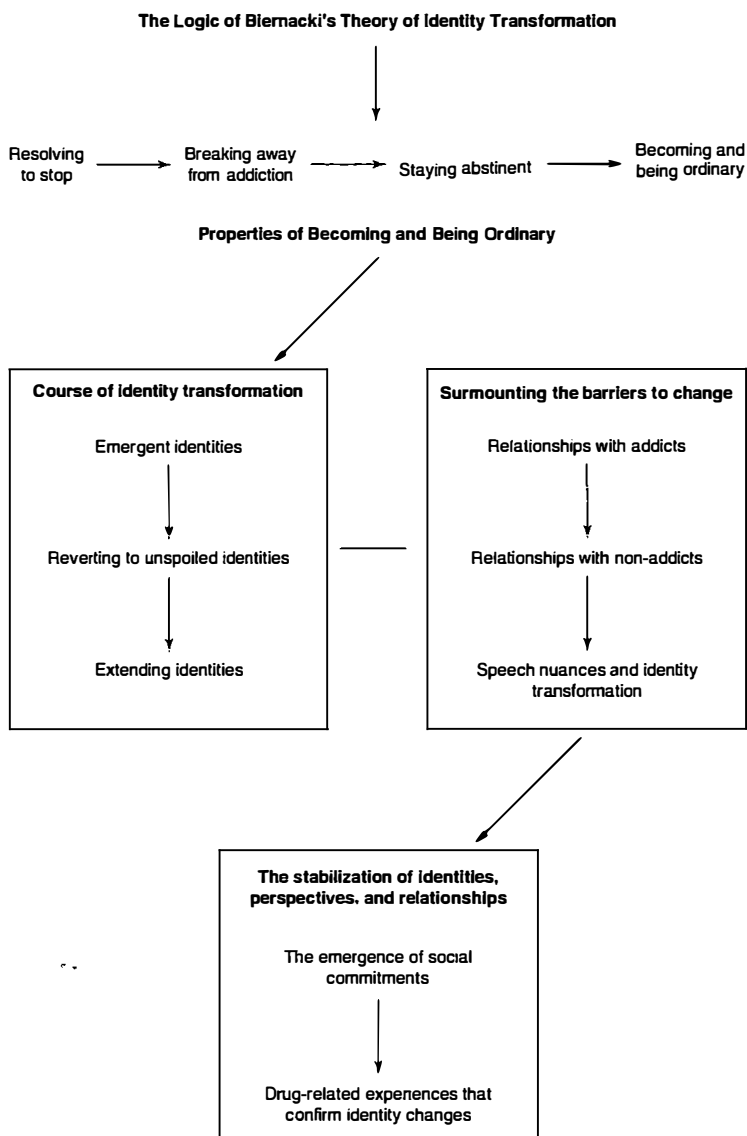 The Logic of Biernacki's Theory of Identity Transformation
Resolving
to stop
Breaking away
from addiction
Staying abstinent
Becoming and
being ordinary
Properties of Becoming and Being Ordinary
Course of identity transformation
Emergent identities
Reverting to unspoiled identities
Extending identities
Surmounting the barriers to change
Relationships with addicts
Relationships with non-addicts
Speech nuances and identity
transformation
The stabilization of identities,
perspectives, and relationships
The emergence of social
commitments
Drug-related experiences that
confirm identity changes